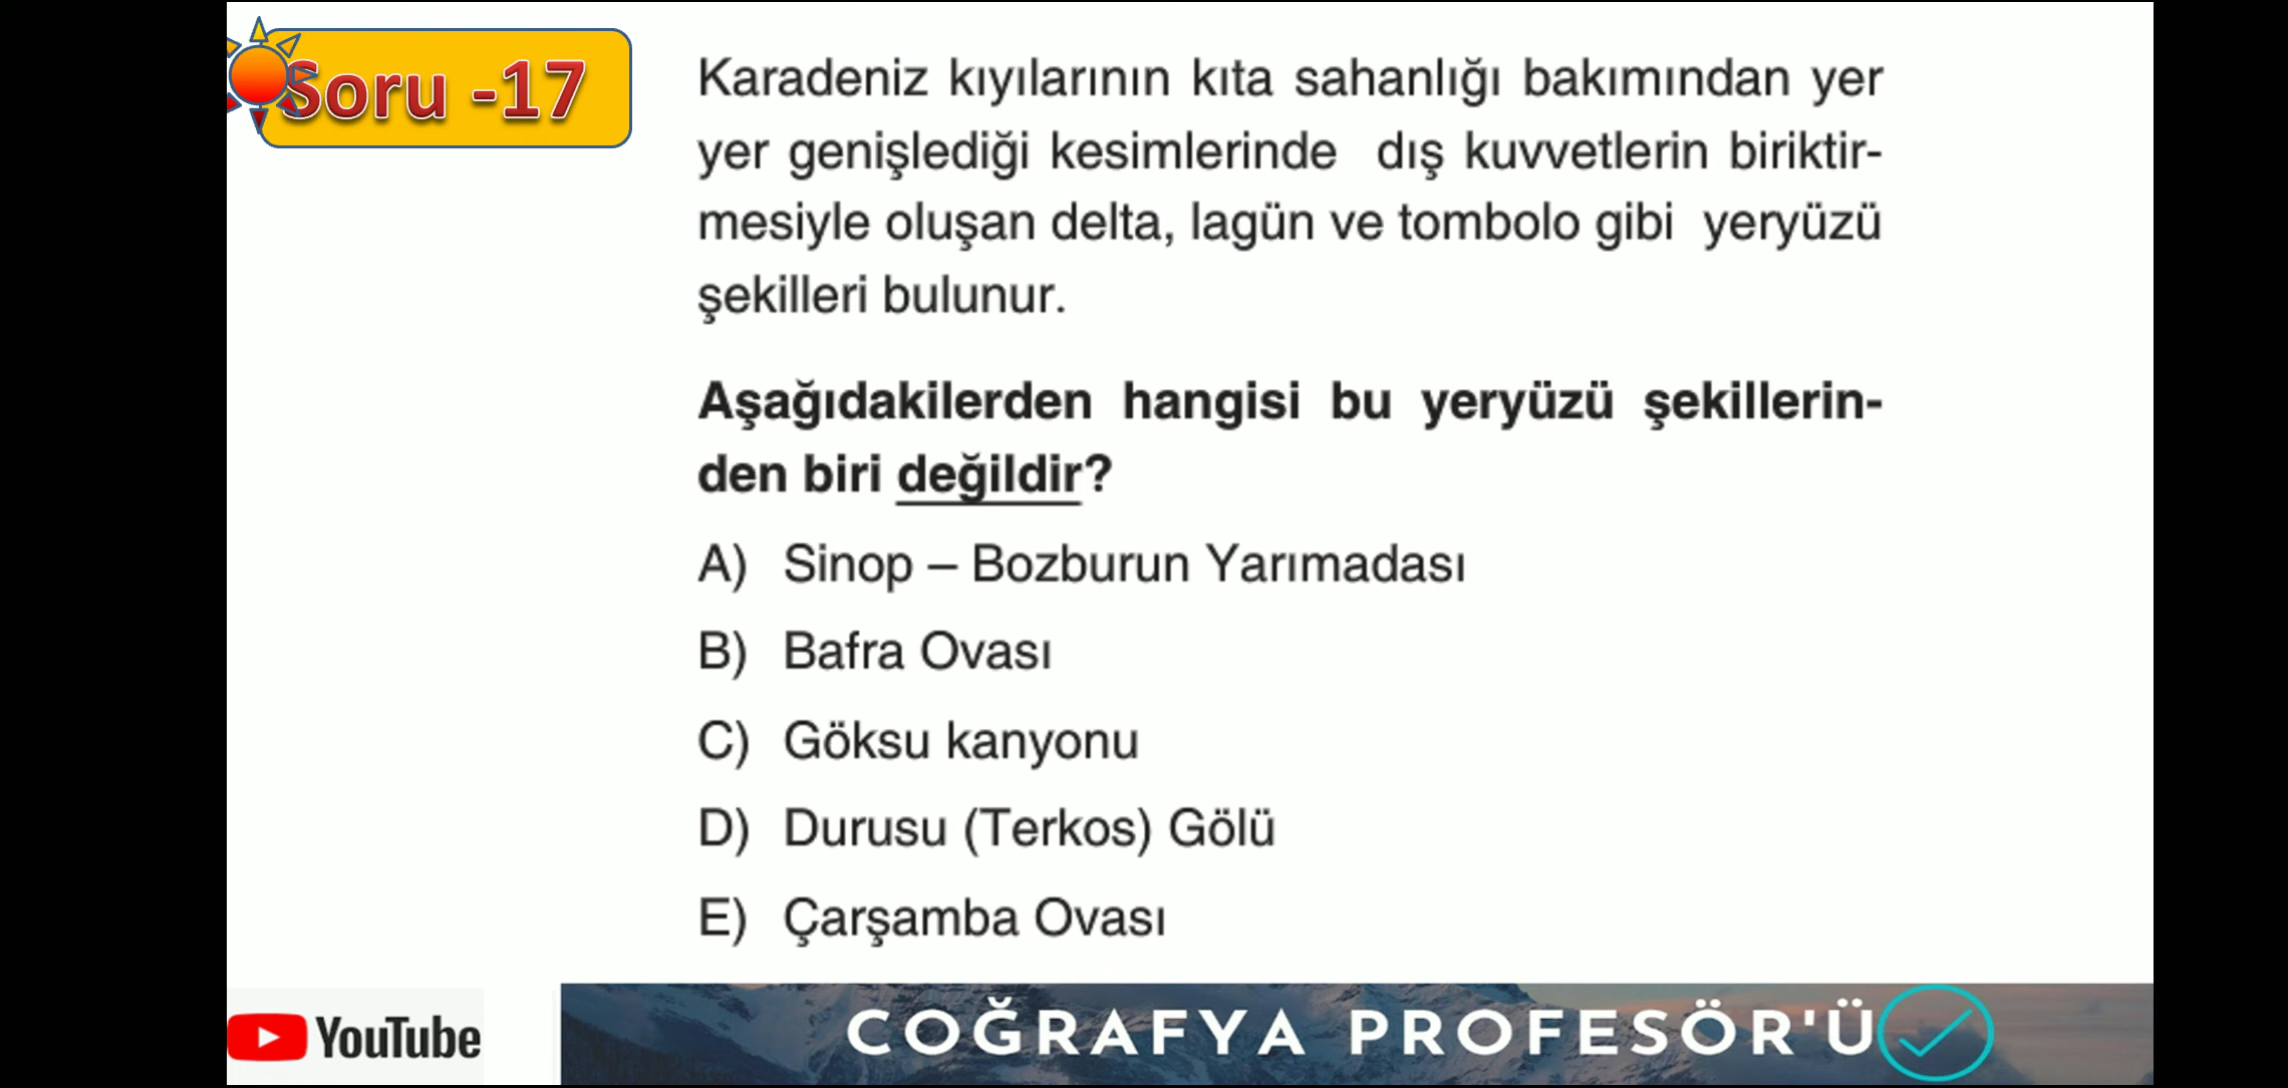 Soru -17
Karadeniz kıyılarının kıta sahanlığı bakımından yer
yer genişlediği kesimlerinde dış kuvvetlerin biriktir-
mesiyle oluşan delta, lagün ve tombolo gibi yeryüzü
şekilleri bulunur.
Aşağıdakilerden hangisi bu yeryüzü şekillerin-
den biri değildir?
A) Sinop – Bozburun Yarımadası
B) Bafra Ovası
C) Göksu kanyonu
D) Durusu (Terkos) Gölü
E) Çarşamba Ovası
YouTube
COĞRAFYA PROFESÖR'Ü